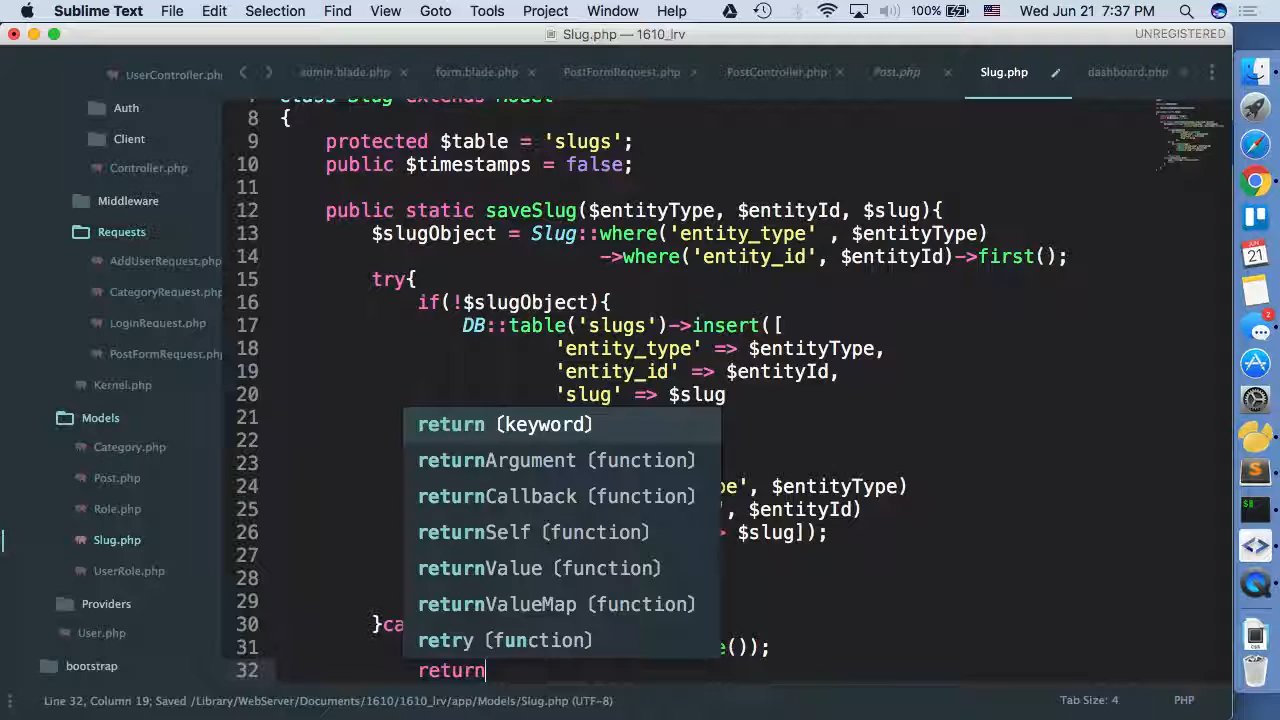 Sublime Text File Edit Selection Find View Goto Tools Project Window Help 100% Wed Jun 21 7:37 PM
Slug.php — 1610_lrv UNREGISTERED
UserController.ph admin.blade.php form.blade.php PostFormRequest.php PostController.php Post.php Slug.php dashboard.php
8 {
Auth
9 protected $table = 'slugs';
Client
10 public $timestamps = false;
Controller.php
11
Middleware
12 public static saveSlug($entityType, $entityId, $slug){
Requests
13 $slugObject = Slug::where('entity_type' , $entityType)
AddUserRequest.php
14 ->where('entity_id', $entityId)->first();
15 try{
CategoryRequest.php
16 if(!$slugObject){
LoginRequest.php
17 DB::table('slugs')->insert([
PostFormRequest.php
18 'entity_type' => $entityType,
19 'entity_id' => $entityId,
Kernel.php
20 'slug' => $slug
Models
21 return (keyword)
22
Category.php
23 returnArgument (function)
Post.php
24 pe', $entityType)
returnCallback (function)
25 ', $entityId)
Role.php
26 returnSelf (function) > $slug]);
Slug.php
27
UserRole.php
28 returnValue (function)
29 returnValueMap (function)
Providers
30 }ca
User.php
31 retry (function) e());
bootstrap
32 return
Line 32, Column 19; Saved /Library/WebServer/Documents/1610/1610_lrv/app/Models/Slug.php (UTF-8) Tab Size: 4 PHP